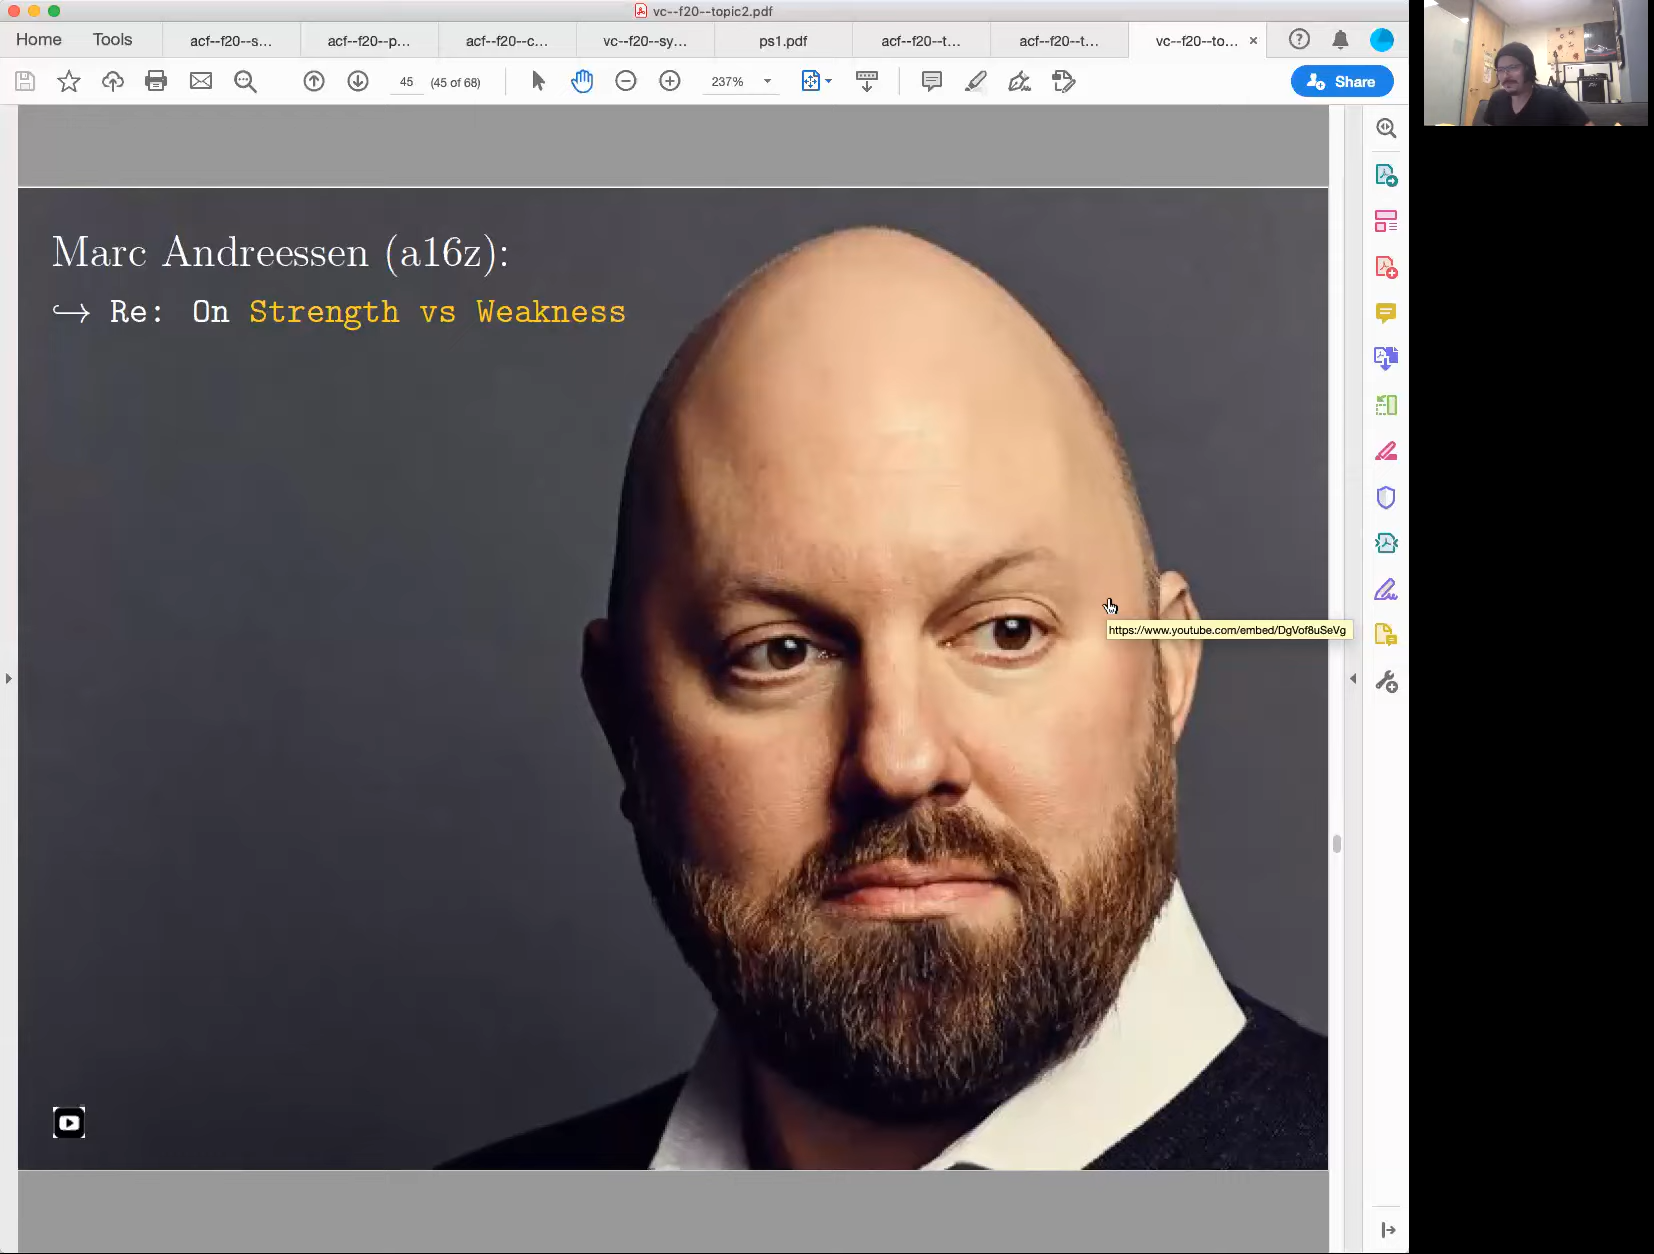 vc--f20--topic2.pdf
Home
Tools
acf--f20--s...
acf--f20--p...
acf--f20--c...
vc--f20--sy...
ps1.pdf
acf--f20--t...
acf--f20--t...
vc--f20--to... ×
45 (45 of 68)
237%
Share
Marc Andreessen (a16z):
↪ Re: On Strength vs Weakness
https://www.youtube.com/embed/DgVof8uSeVg